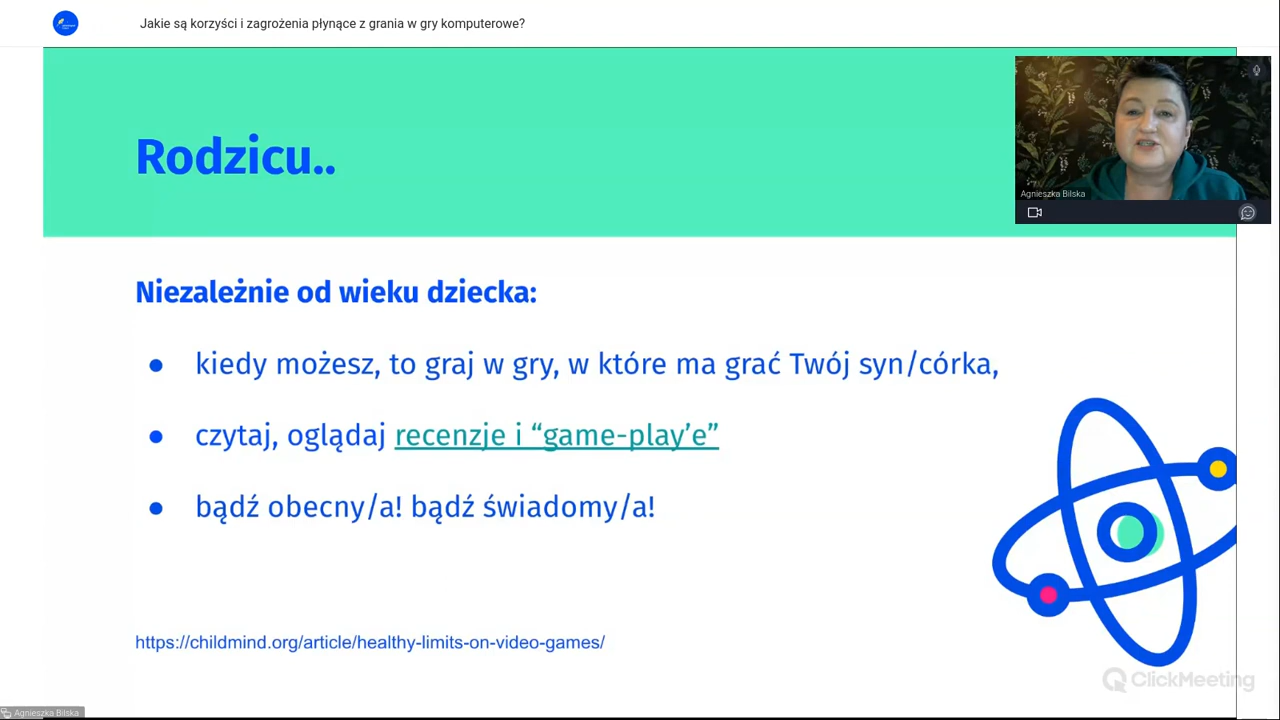 Jakie są korzyści i zagrożenia płynące z grania w gry komputerowe?
Rodzicu..
Agnieszka Bilska
Niezależnie od wieku dziecka:
● kiedy możesz, to graj w gry, w które ma grać Twój syn/córka,
● czytaj, oglądaj recenzje i “game-play’e”
● bądź obecny/a! bądź świadomy/a!
https://childmind.org/article/healthy-limits-on-video-games/
ClickMeeting
Agnieszka Bilska